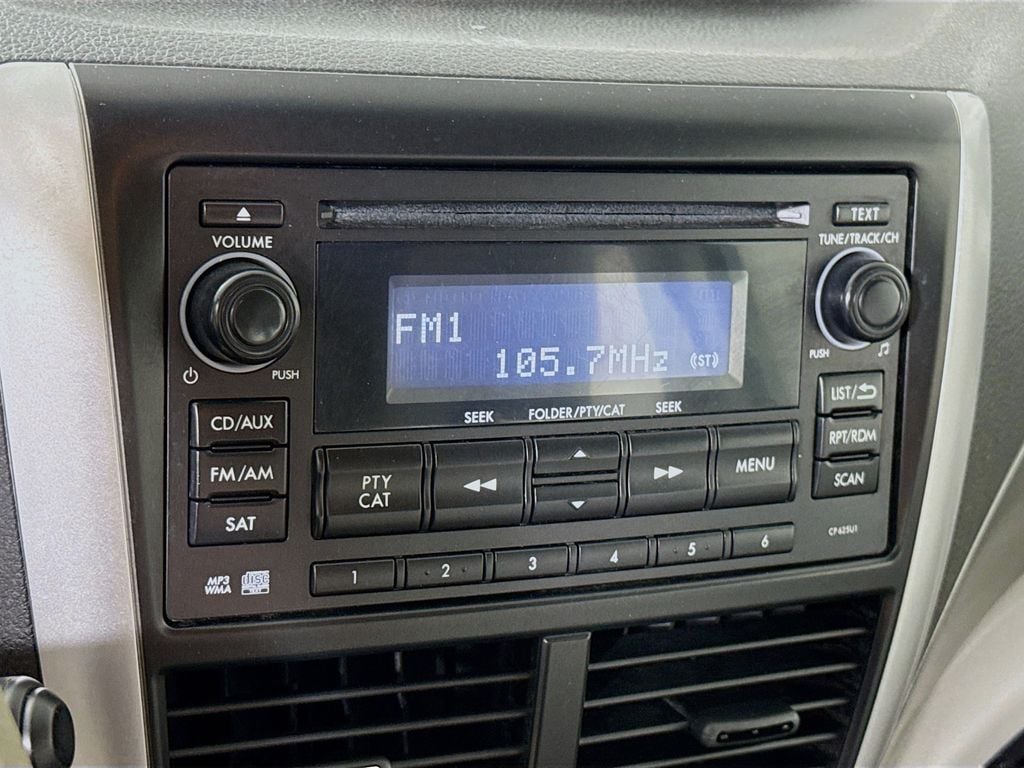 TEXT
VOLUME
TUNE/TRACK/CH
FM1
105.7MHz ((ST))
PUSH
PUSH
SEEK FOLDER/PTY/CAT SEEK
CD/AUX
LIST/
FM/AM
PTY
CAT
MENU
RPT/RDM
SAT
SCAN
CP625U1
1 2 3 4 5 6
MP3
WMA
disc